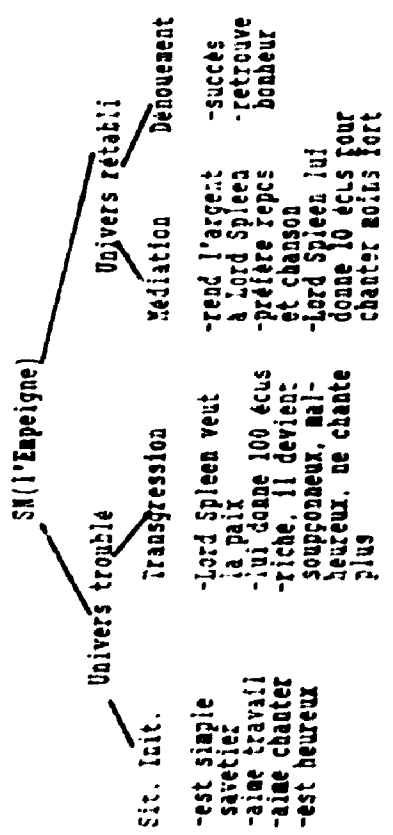 SN(l'Empeigne)
Univers troublé
Univers rétabli
Sit. Init.
-est simple
savetier
-aime travail
-aime chanter
-est heureux
Transgression
-Lord Spleen veut
la paix
-lui donne 100 écus
-riche, il devient
soupçonneux, mal-
heureux, ne chante
plus
Médiation
-rend l'argent
à Lord Spleen
-préfère repos
et chanson
-Lord Spleen lui
donne 10 écus pour
chanter moins fort
Dénouement
-succès
-retrouve
bonheur